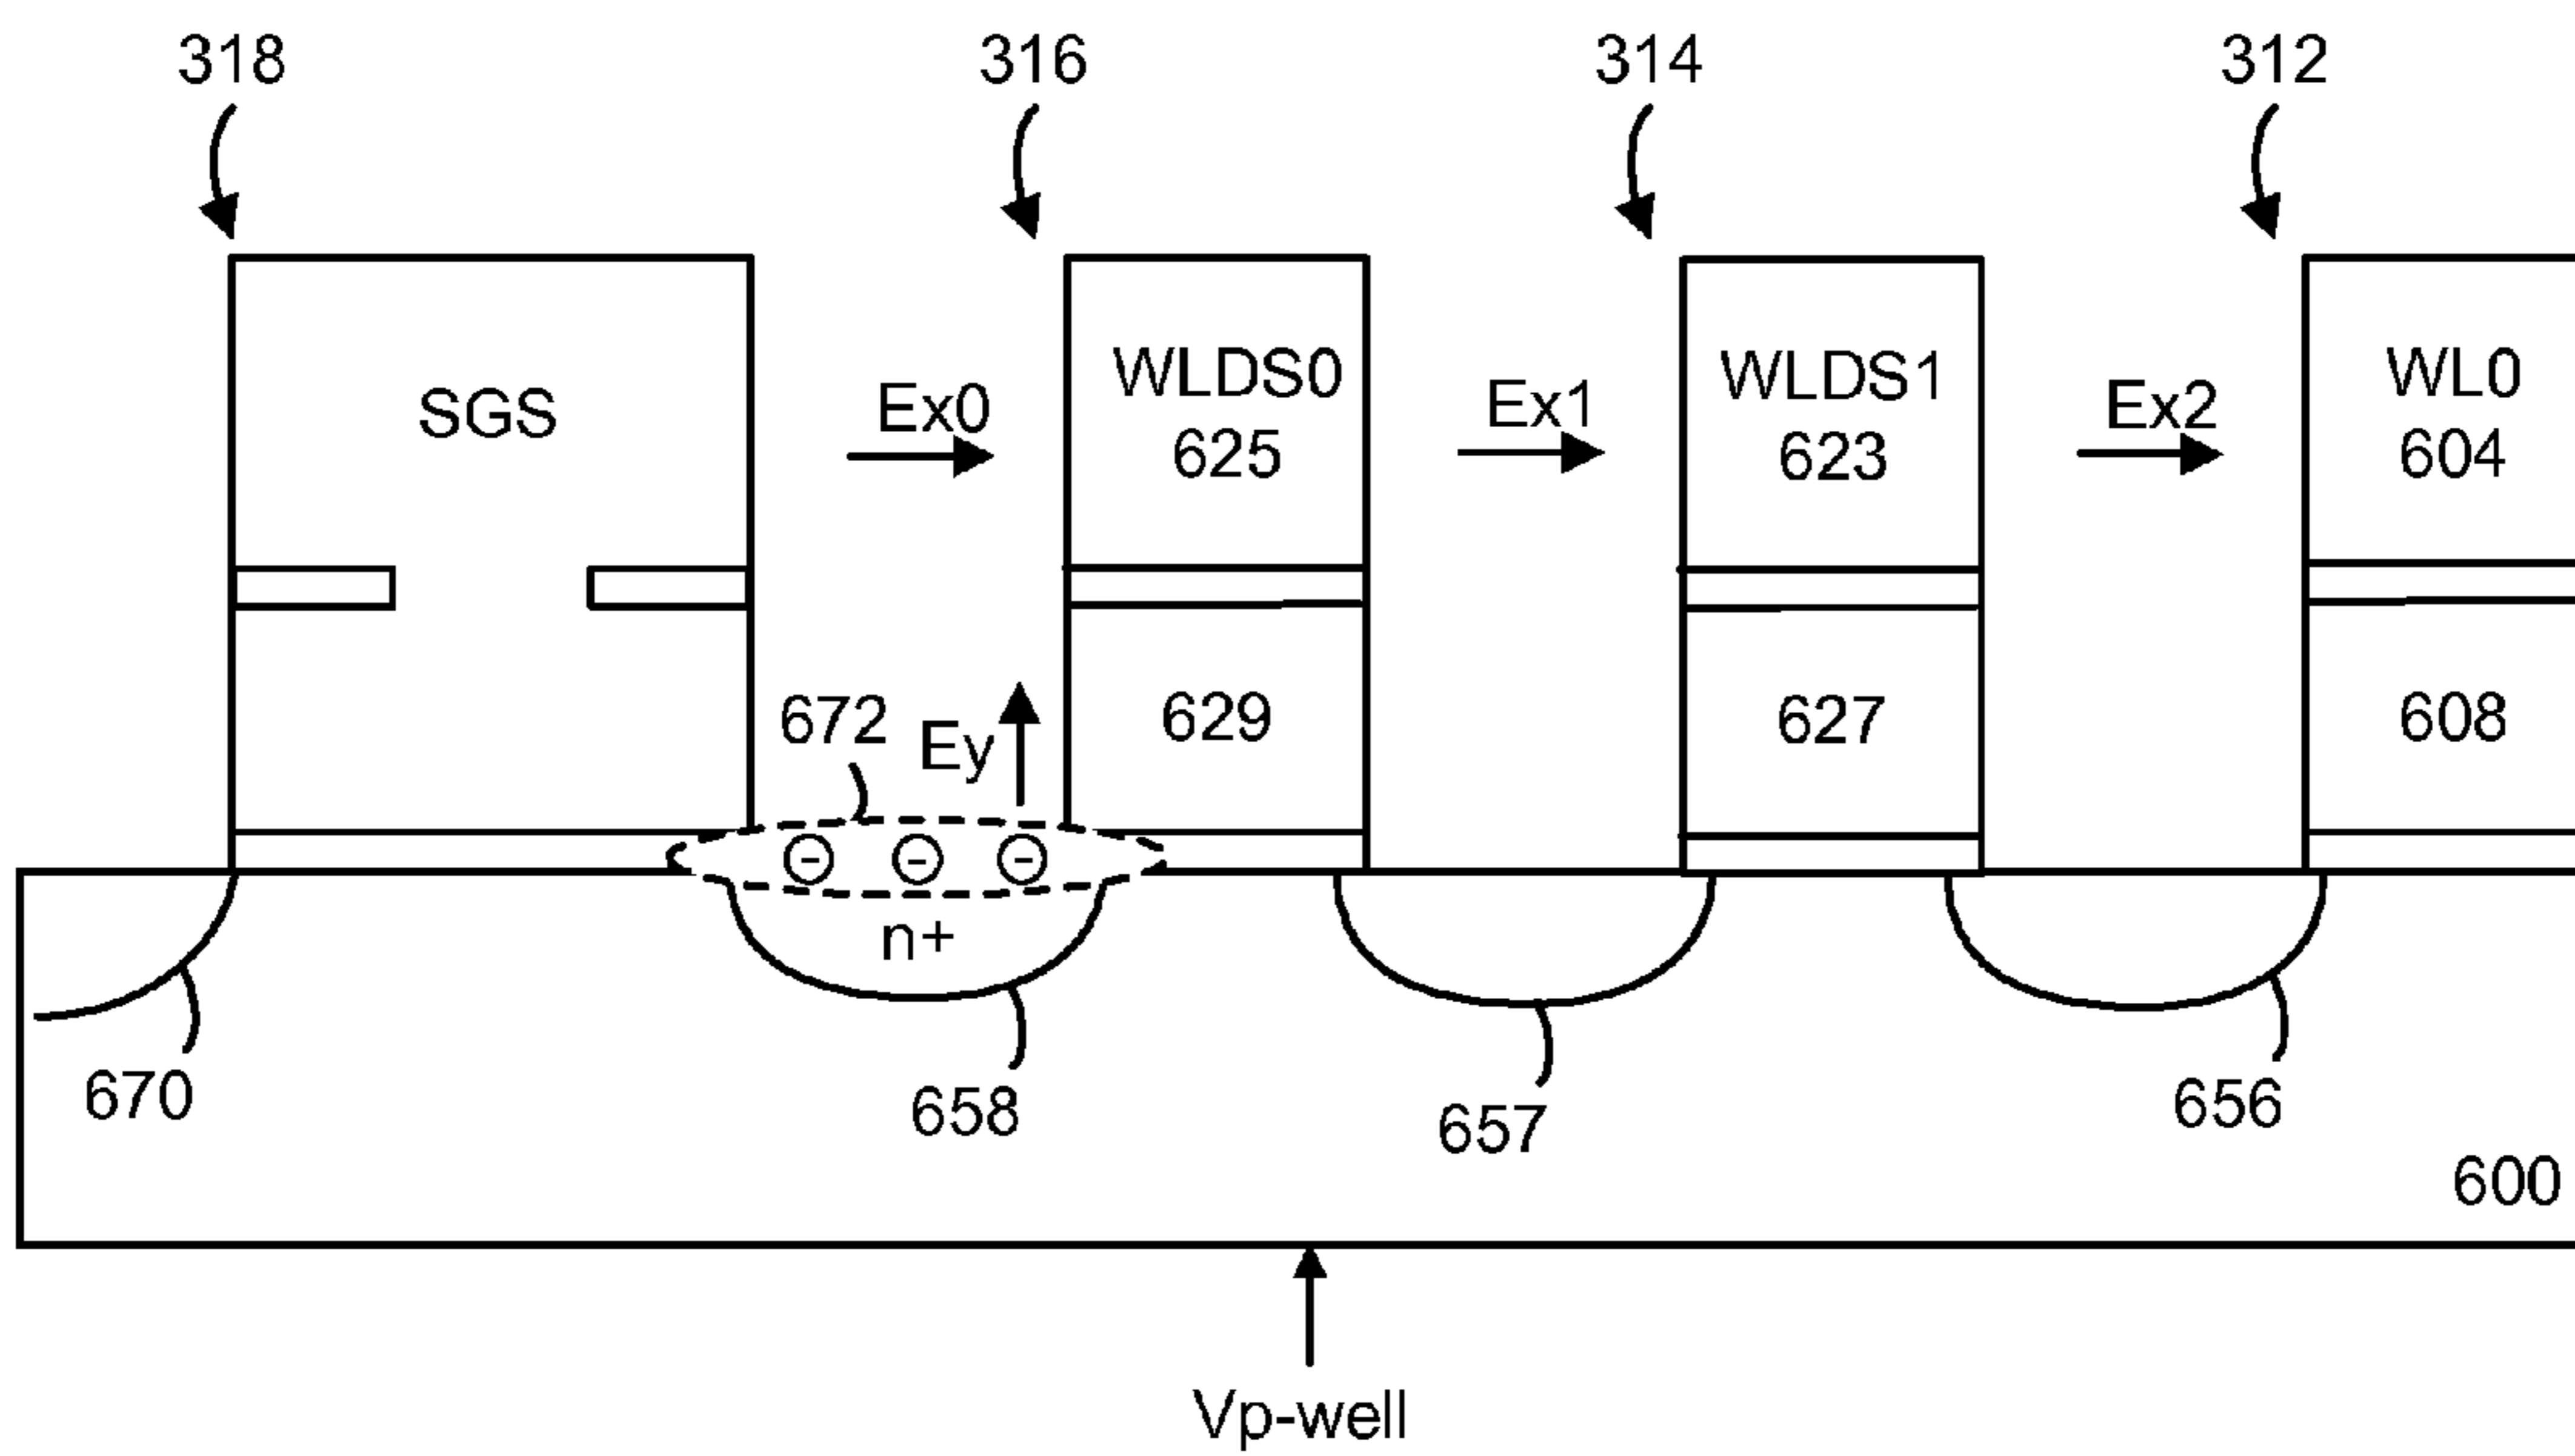 318
316
314
312
SGS
Ex0
WLDS0
625
Ex1
WLDS1
623
Ex2
WL0
604
672
Ey
629
627
608
- - -
n+
670
658
657
656
600
Vp-well